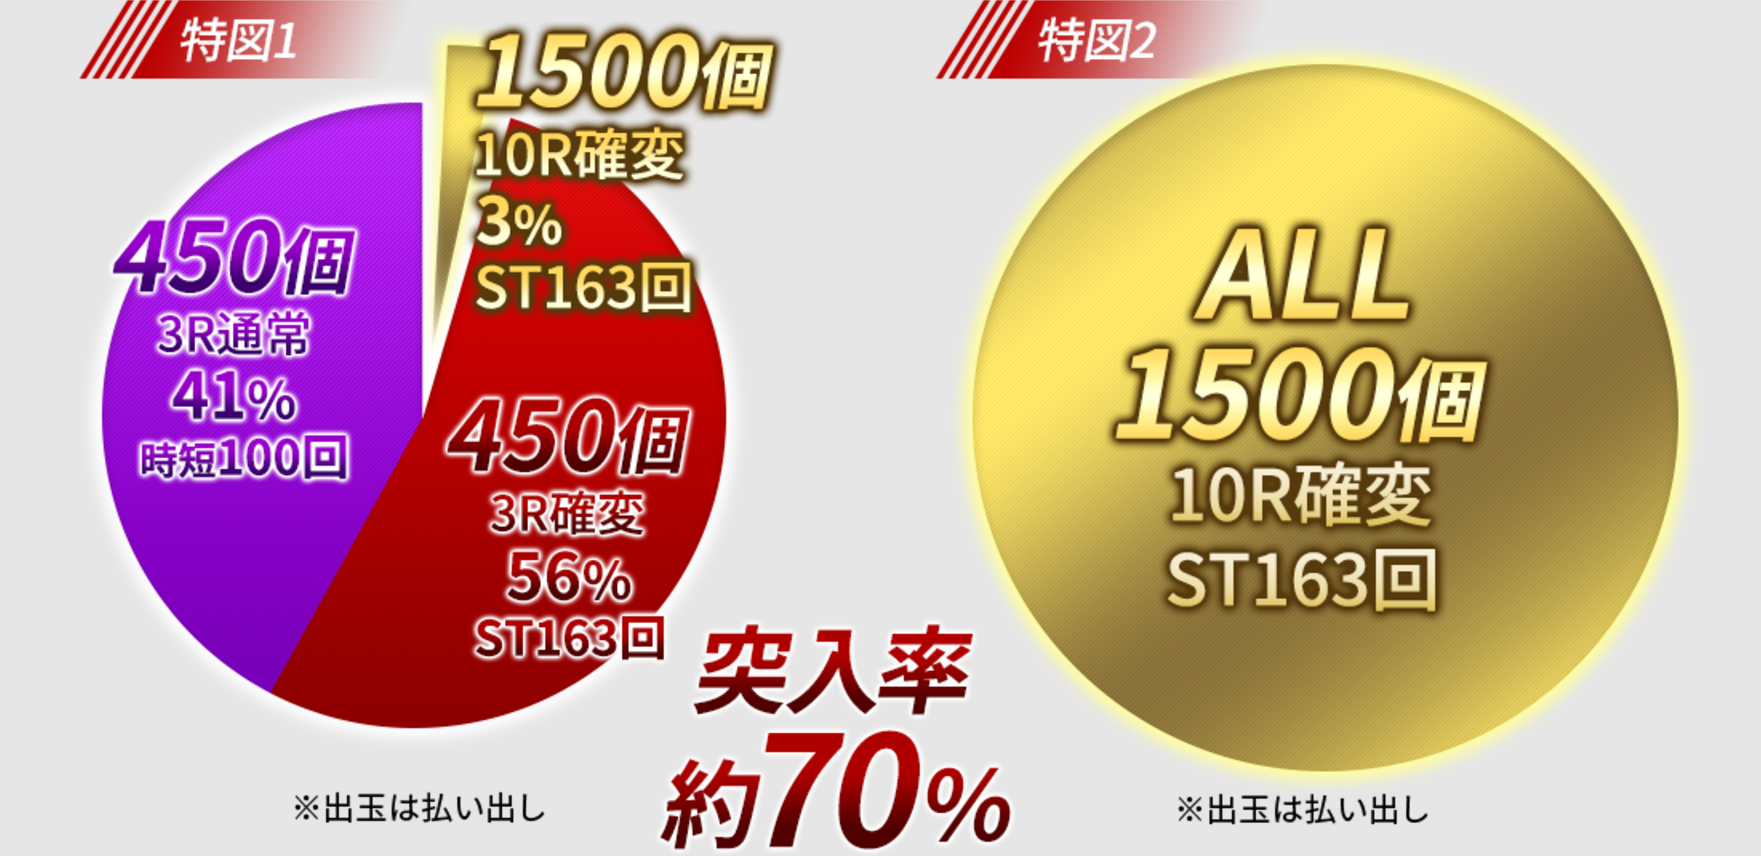 特図1
1500個
10R確変
3%
ST163回
450個
3R通常
41%
時短100回
450個
3R確変
56%
ST163回
※出玉は払い出し
突入率
約70%
特図2
ALL
1500個
10R確変
ST163回
※出玉は払い出し